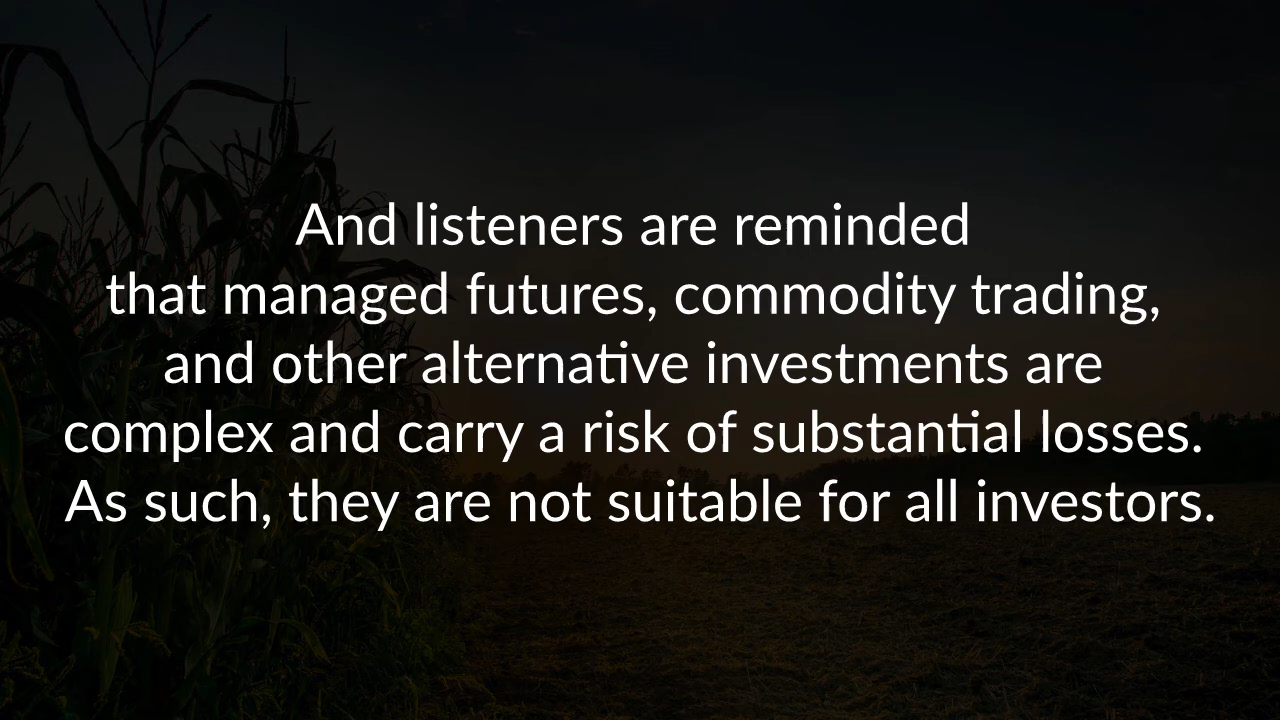 And listeners are reminded
that managed futures, commodity trading,
and other alternative investments are
complex and carry a risk of substantial losses.
As such, they are not suitable for all investors.